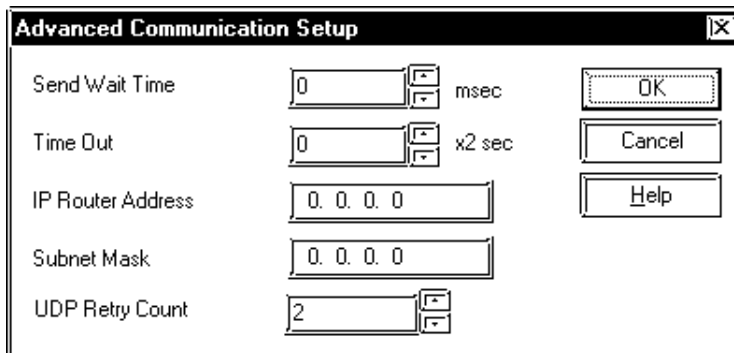 Advanced Communication Setup
Send Wait Time 0 msec OK
Time Out 0 x2 sec Cancel
IP Router Address 0. 0. 0. 0 Help
Subnet Mask 0. 0. 0. 0
UDP Retry Count 2